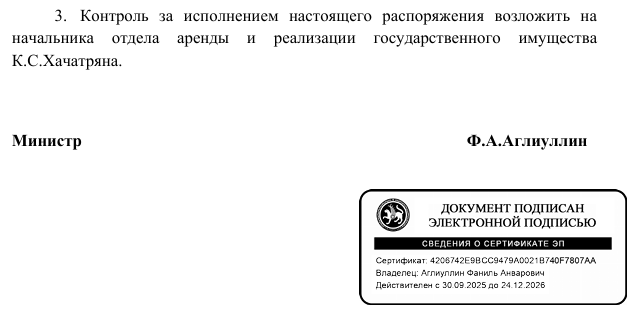 3. Контроль за исполнением настоящего распоряжения возложить на
начальника отдела аренды и реализации государственного имущества
К.С.Хачатряна.
Министр Ф.А.Аглиуллин
ДОКУМЕНТ ПОДПИСАН
ЭЛЕКТРОННОЙ ПОДПИСЬЮ
СВЕДЕНИЯ О СЕРТИФИКАТЕ ЭП
Сертификат: 4206742E9BCC9479A0021B740F7807AA
Владелец: Аглиуллин Фаниль Анварович
Действителен с 30.09.2025 до 24.12.2026